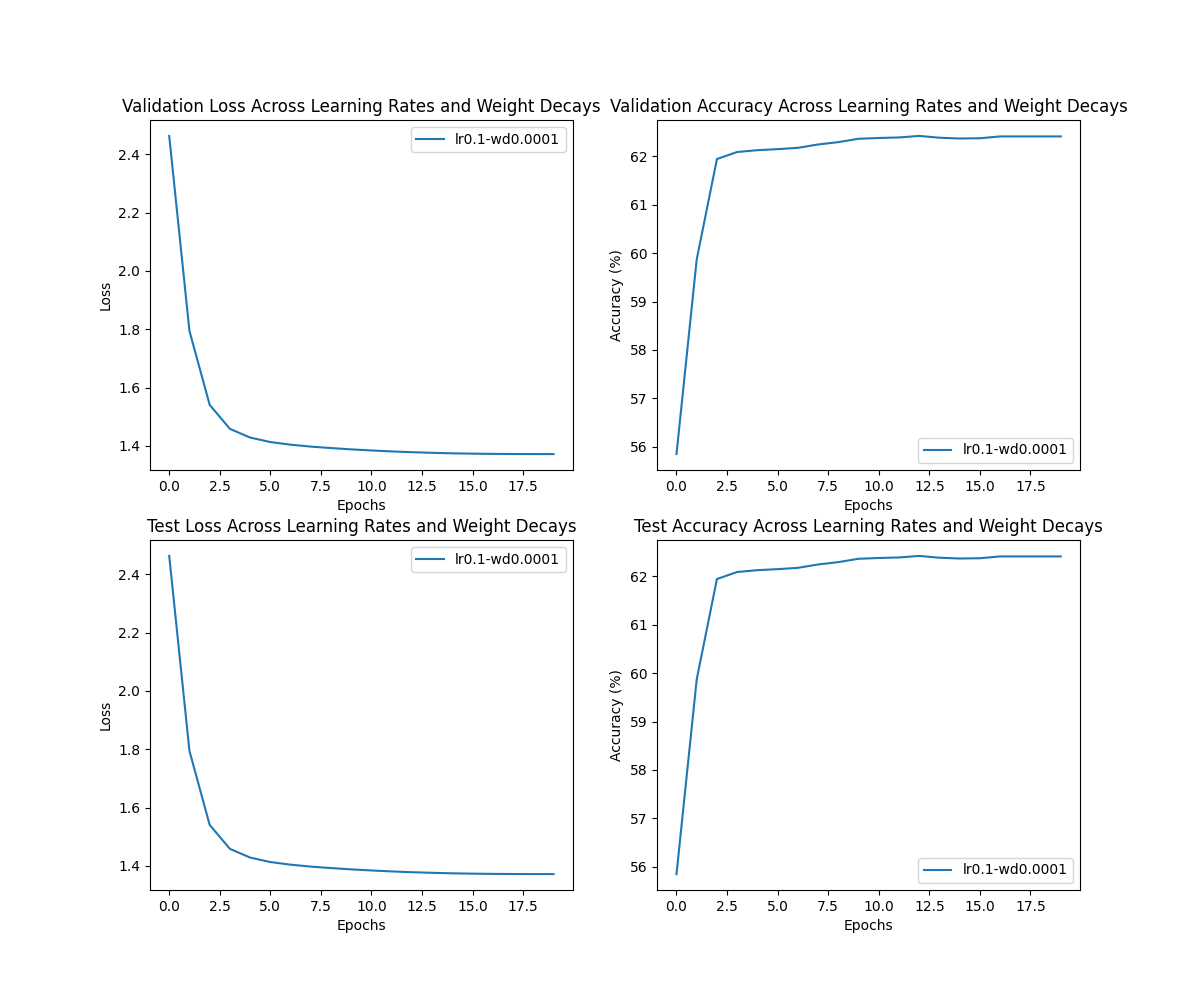 Validation Loss Across Learning Rates and Weight Decays
lr0.1-wd0.0001
2.4
2.2
2.0
1.8
1.6
1.4
Loss
0.0 2.5 5.0 7.5 10.0 12.5 15.0 17.5
Epochs
Validation Accuracy Across Learning Rates and Weight Decays
62
61
60
59
58
57
56
Accuracy (%)
lr0.1-wd0.0001
0.0 2.5 5.0 7.5 10.0 12.5 15.0 17.5
Epochs
Test Loss Across Learning Rates and Weight Decays
lr0.1-wd0.0001
2.4
2.2
2.0
1.8
1.6
1.4
Loss
0.0 2.5 5.0 7.5 10.0 12.5 15.0 17.5
Epochs
Test Accuracy Across Learning Rates and Weight Decays
62
61
60
59
58
57
56
Accuracy (%)
lr0.1-wd0.0001
0.0 2.5 5.0 7.5 10.0 12.5 15.0 17.5
Epochs